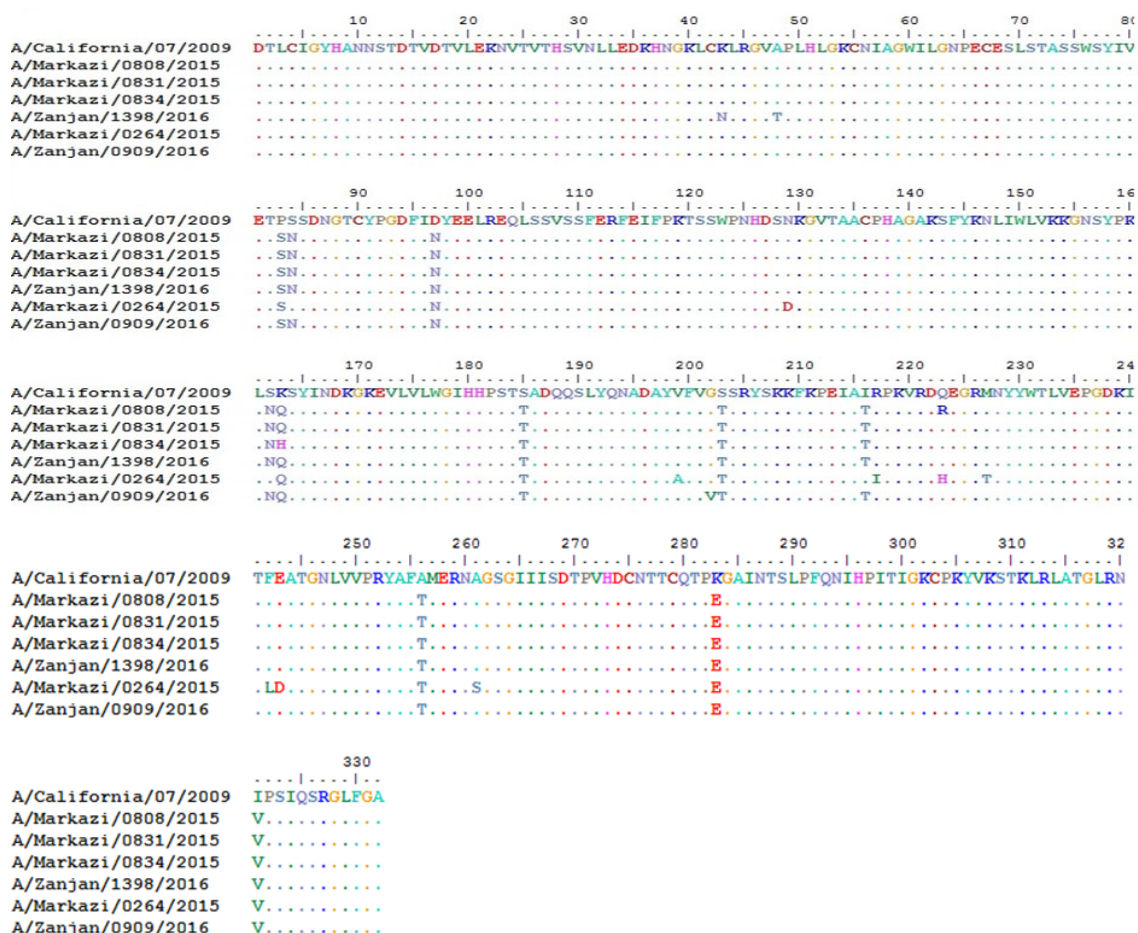 10 20 30 40 50 60 70 80
....|....|....|....|....|....|....|....|....|....|....|....|....|....|....|....|
A/California/07/2009 DTLCIGYHANNSTDTVDTVLEKNVTVTHSVNLLEDKHNGKLCKLRGVAPLHLGKCNIAGWILGNPECESLSTASSWSYIV
A/Markazi/0808/2015 ................................................................................
A/Markazi/0831/2015 ................................................................................
A/Markazi/0834/2015 ................................................................................
A/Zanjan/1398/2016 ..........................................N....T................................
A/Markazi/0264/2015 ................................................................................
A/Zanjan/0909/2016 ................................................................................
90 100 110 120 130 140 150 160
....|....|....|....|....|....|....|....|....|....|....|....|....|....|....|....|
A/California/07/2009 ETPSSDNGTCYPGDFIDYEELREQLSSVSSFERFEIFPKTSSWPNHDSNKGVTAACPHAGAKSFYKNLIWLVKKGNSYPK
A/Markazi/0808/2015 ..SN............N...............................................................
A/Markazi/0831/2015 ..SN............N...............................................................
A/Markazi/0834/2015 ..SN............N...............................................................
A/Zanjan/1398/2016 ..SN............N...............................................................
A/Markazi/0264/2015 ..S.............................................D...............................
A/Zanjan/0909/2016 ..SN............N...............................................................
170 180 190 200 210 220 230 240
....|....|....|....|....|....|....|....|....|....|....|....|....|....|....|....|
A/California/07/2009 LSKSYINDKGKEVLVLWGIHHPSTSADQQSLYQNADAYVFVGSSRYSKKFKPEIAIRPKVRDQEGRMNYYWTLVEPGDKI
A/Markazi/0808/2015 .NQ.....................T.................T............T......R.................
A/Markazi/0831/2015 .NQ.....................T.................T............T........................
A/Markazi/0834/2015 .NH.....................T.................T............T........................
A/Zanjan/1398/2016 .NQ.....................T.................T............T........................
A/Markazi/0264/2015 ..Q.....................T.............A...T.............I.....H...T.............
A/Zanjan/0909/2016 .NQ.....................T................VT............T........................
250 260 270 280 290 300 310 320
....|....|....|....|....|....|....|....|....|....|....|....|....|....|....|....|
A/California/07/2009 TFEATGNLVVPRYAFAMERNAGSGIIISDTPVHDCNTTCQTPKGAINTSLPFQNIHPITIGKCPKYVKSTKLRLATGLRN
A/Markazi/0808/2015 ...............T..........................E.....................................
A/Markazi/0831/2015 ...............T..........................E.....................................
A/Markazi/0834/2015 ...............T..........................E.....................................
A/Zanjan/1398/2016 ...............T..........................E.....................................
A/Markazi/0264/2015 .LD............T....S.....................E.....................................
A/Zanjan/0909/2016 ...............T..........................E.....................................
330
....|....|..
A/California/07/2009 IPSIQSRGLFGA
A/Markazi/0808/2015 V...........
A/Markazi/0831/2015 V...........
A/Markazi/0834/2015 V...........
A/Zanjan/1398/2016 V...........
A/Markazi/0264/2015 V...........
A/Zanjan/0909/2016 V...........